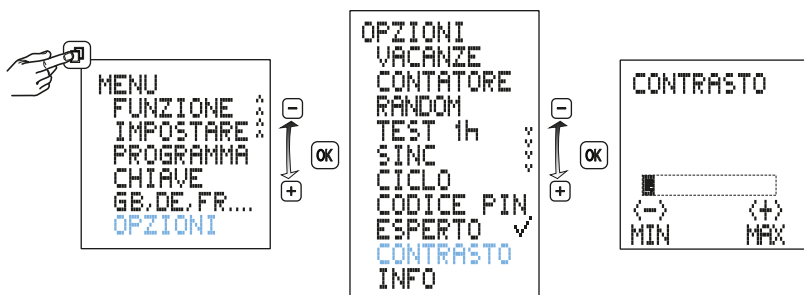 MENU
FUNZIONE
IMPOSTARE
PROGRAMMA
CHIAVE
GB,DE,FR....
OPZIONI
−
OK
+
OPZIONI
VACANZE
CONTATORE
RANDOM
TEST 1h
SINC
CICLO
CODICE PIN
ESPERTO ✓
CONTRASTO
INFO
−
OK
+
CONTRASTO
(−) (+)
MIN MAX